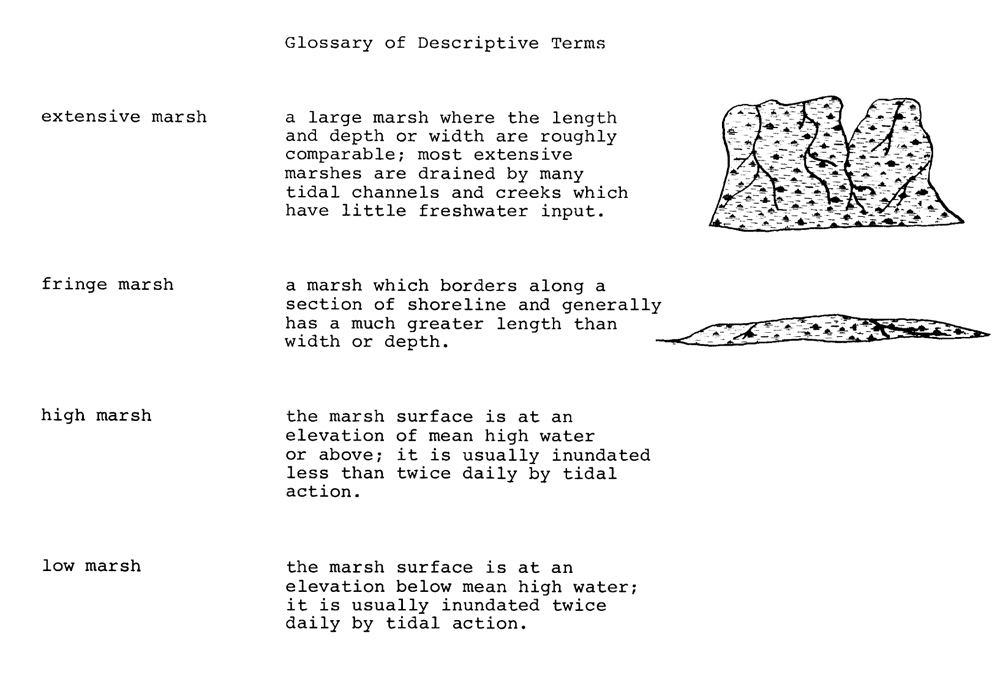 Glossary of Descriptive Terms
extensive marsh
a large marsh where the length
and depth or width are roughly
comparable; most extensive
marshes are drained by many
tidal channels and creeks which
have little freshwater input.
fringe marsh
a marsh which borders along a
section of shoreline and generally
has a much greater length than
width or depth.
high marsh
the marsh surface is at an
elevation of mean high water
or above; it is usually inundated
less than twice daily by tidal
action.
low marsh
the marsh surface is at an
elevation below mean high water;
it is usually inundated twice
daily by tidal action.